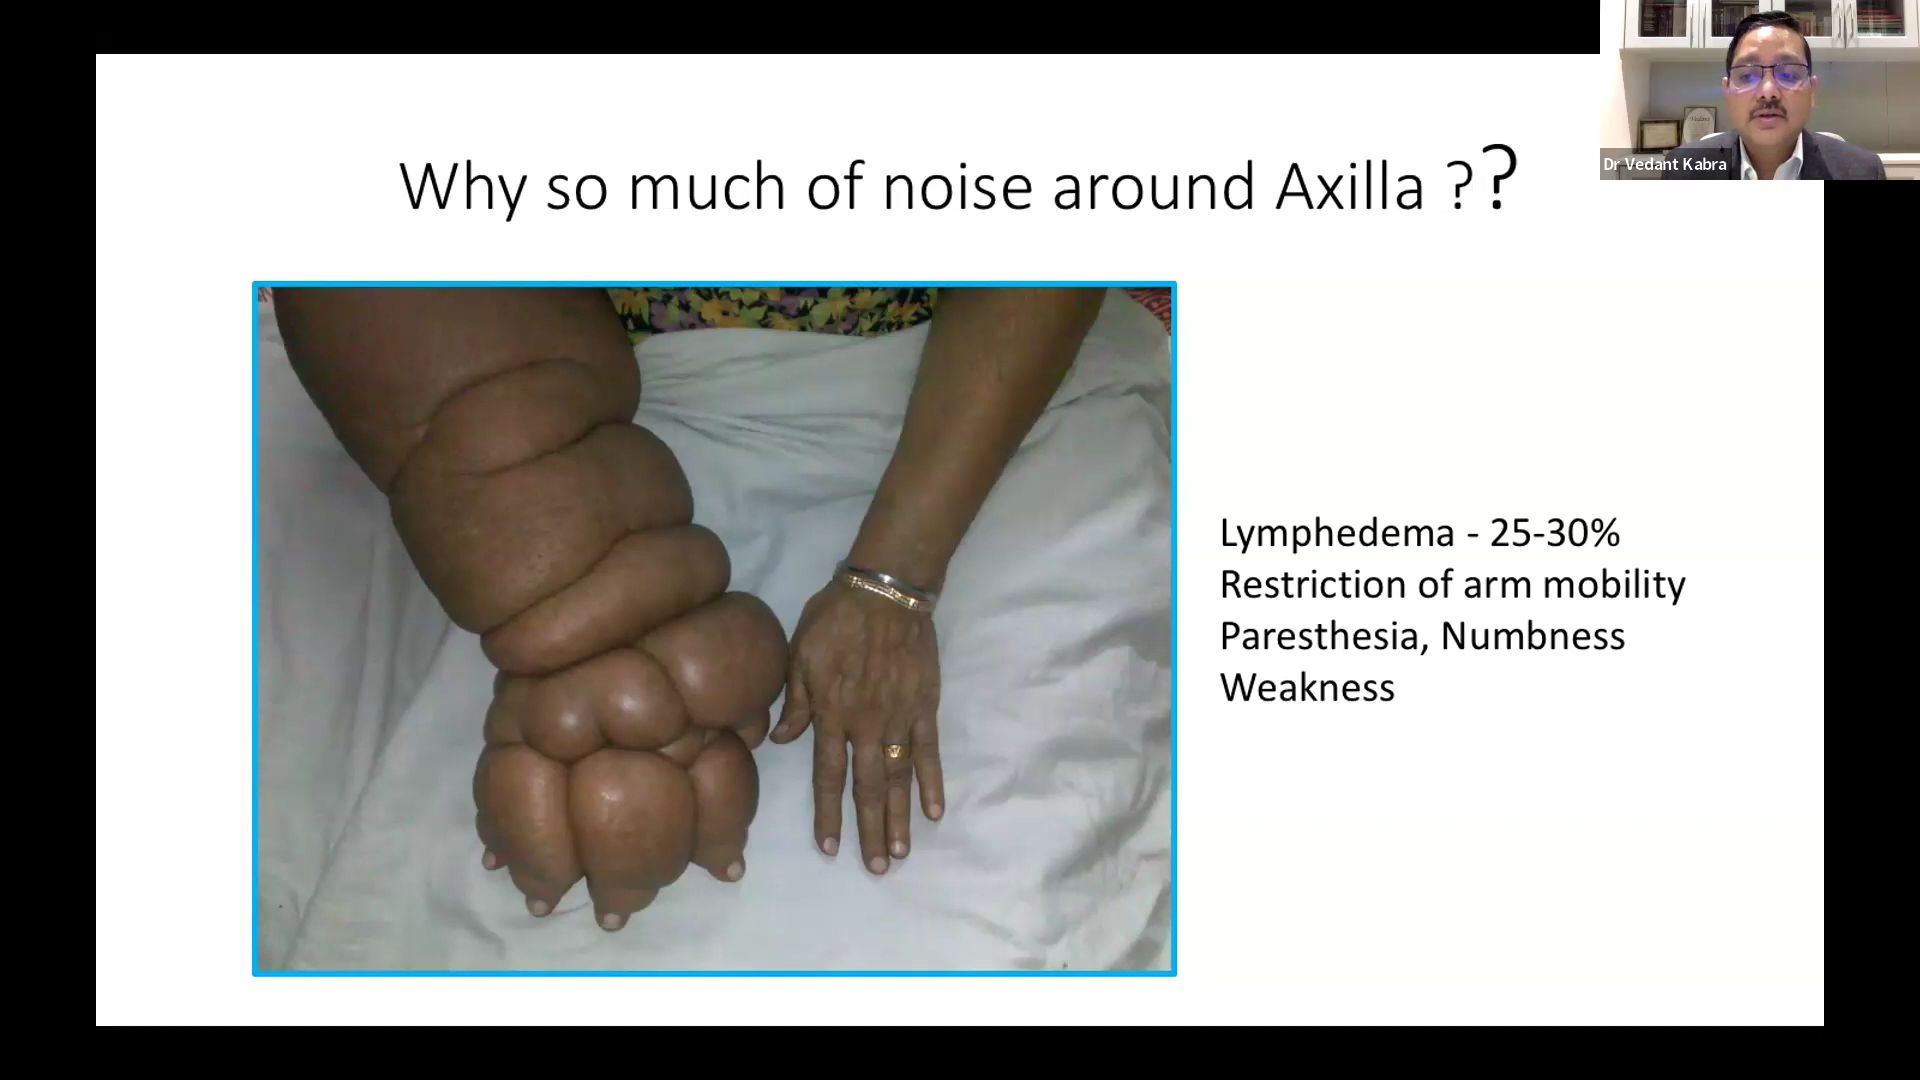 Why so much of noise around Axilla ??
Dr Vedant Kabra
Lymphedema - 25-30%
Restriction of arm mobility
Paresthesia, Numbness
Weakness